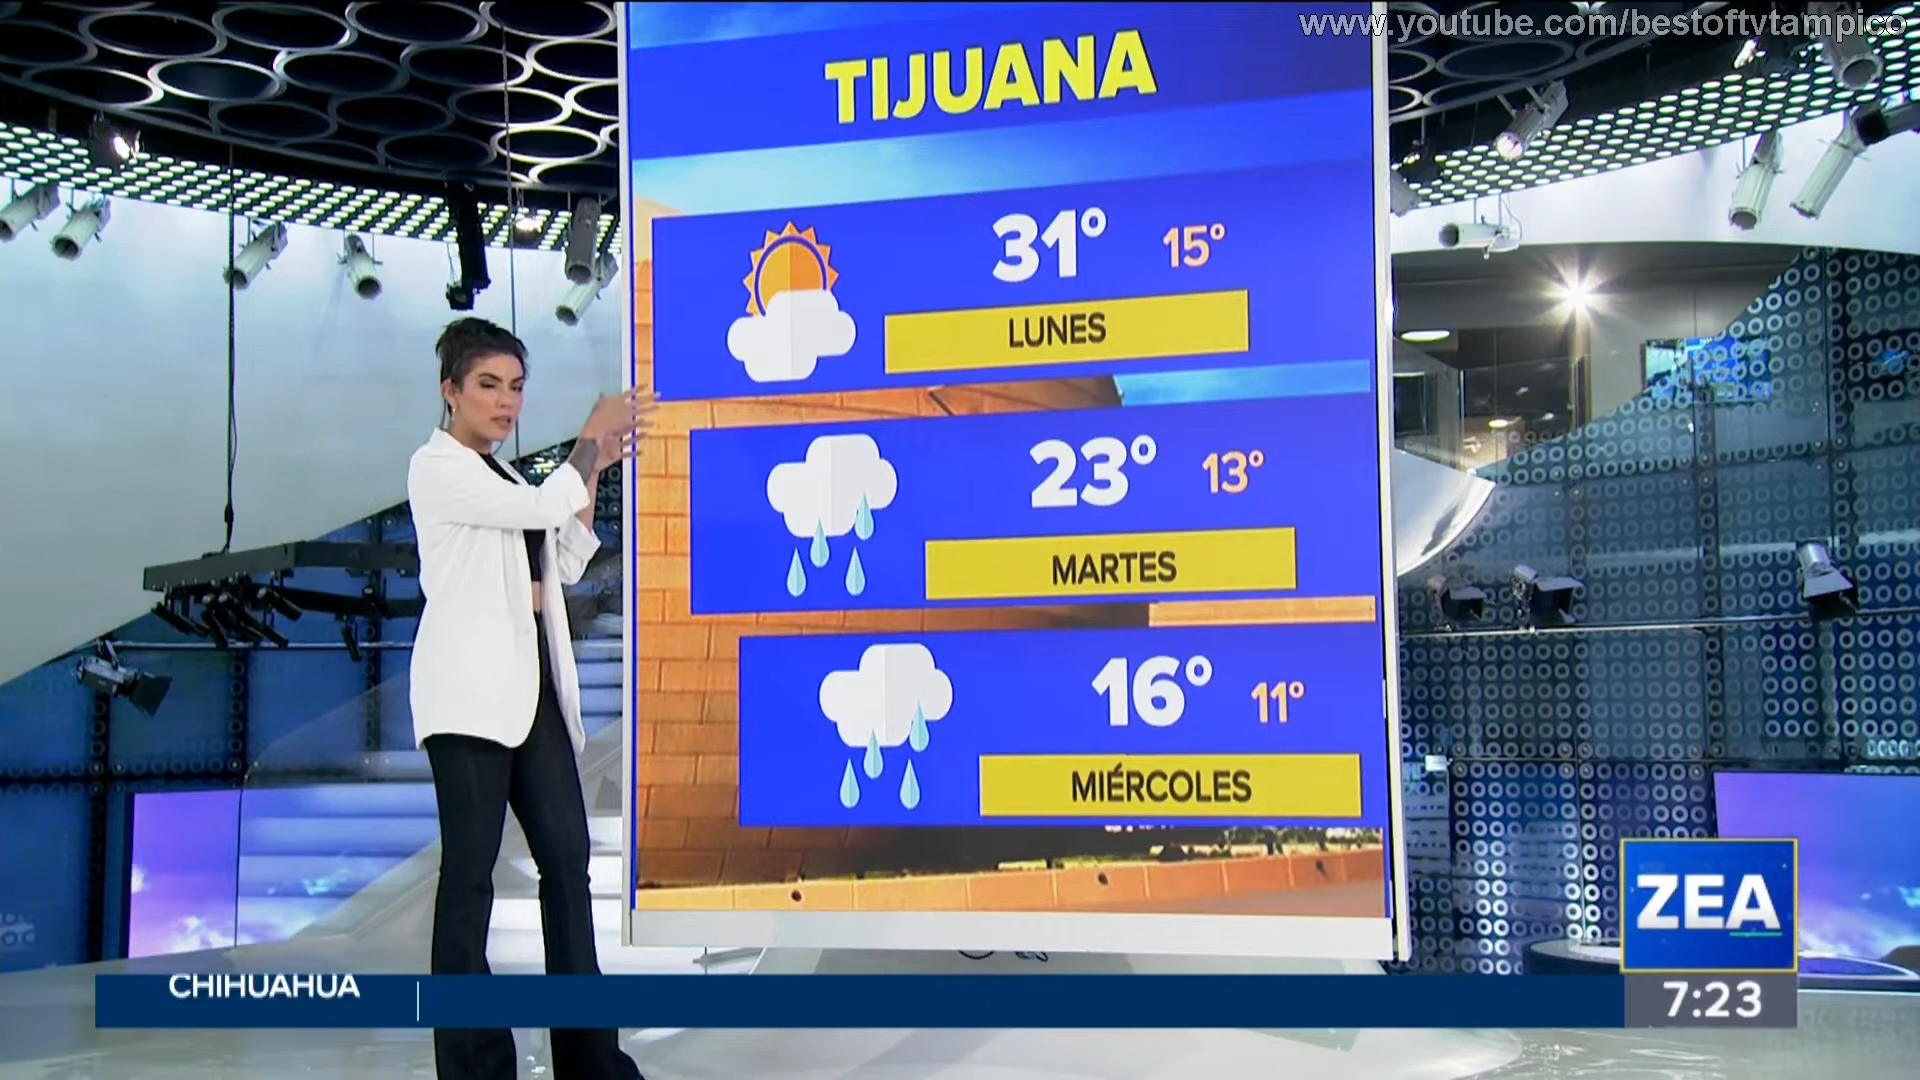 www.youtube.com/bestoftvtampico
TIJUANA
31° 15°
LUNES
23° 13°
MARTES
16° 11°
MIÉRCOLES
ZEA
CHIHUAHUA
7:23